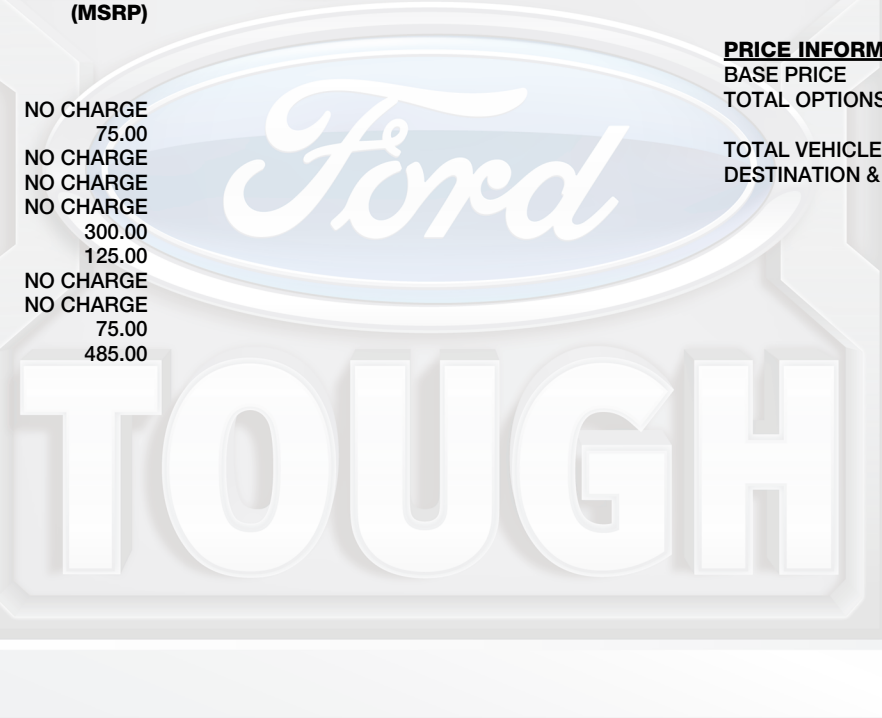 (MSRP)
NO CHARGE
75.00
NO CHARGE
NO CHARGE
NO CHARGE
300.00
125.00
NO CHARGE
NO CHARGE
75.00
485.00
PRICE INFORM
BASE PRICE
TOTAL OPTIONS
TOTAL VEHICLE
DESTINATION &
Ford
TOUGH